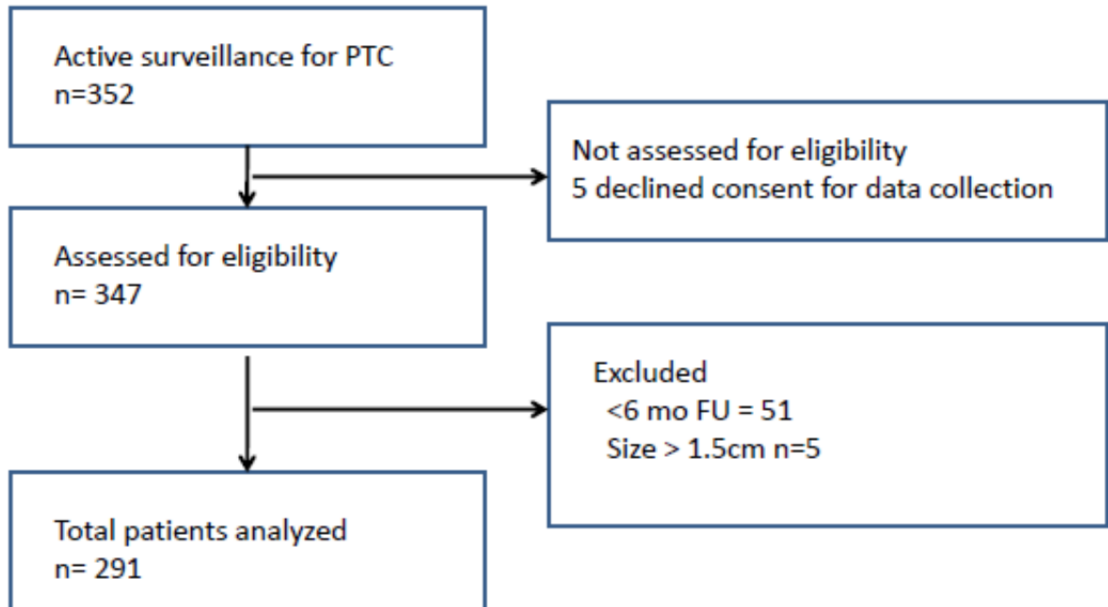 Active surveillance for PTC
n=352
Not assessed for eligibility
5 declined consent for data collection
Assessed for eligibility
n= 347
Excluded
<6 mo FU = 51
Size > 1.5cm n=5
Total patients analyzed
n= 291